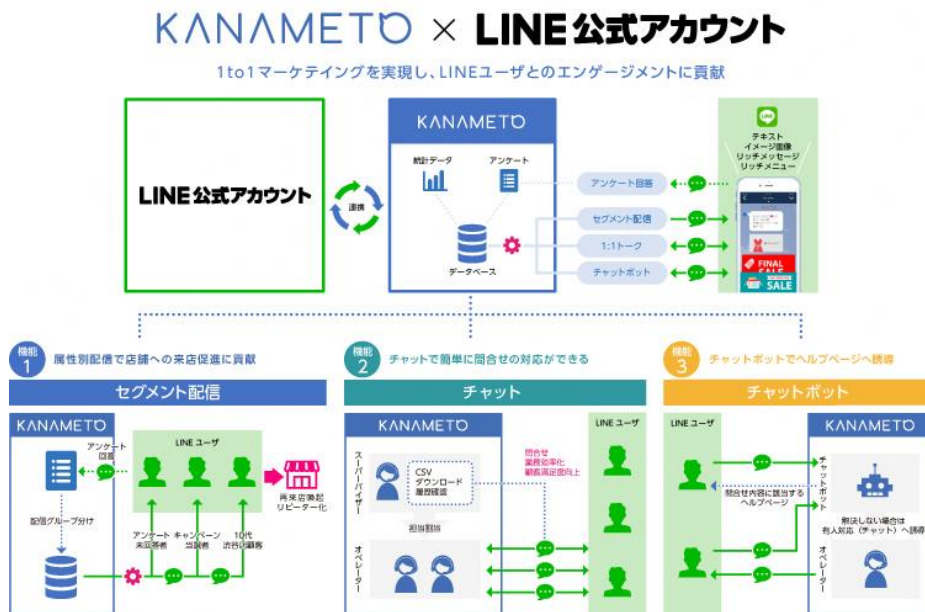 KANAMETO × LINE公式アカウント
1to1マーケテイングを実現し、LINEユーザとのエンゲージメントに貢献
LINE公式アカウント
連携
KANAMETO
統計データ
アンケート
データベース
アンケート回答
セグメント配信
1:1トーク
チャットボット
LINE
テキスト
イメージ画像
リッチメッセージ
リッチメニュー
FINAL
SALE
SALE
機能
1
属性別配信で店舗への来店促進に貢献
セグメント配信
KANAMETO
アンケート
回答
LINE ユーザ
再来店喚起
リピーター化
配信グループ分け
アンケート
未回答者
キャンペーン
当選者
10代
渋谷店顧客
機能
2
チャットで簡単に問合せの対応ができる
チャット
KANAMETO
スーパーバイザー
CSV
ダウンロード
履歴確認
担当割当
オペレーター
問合せ
業務効率化
顧客満足度向上
LINE ユーザ
機能
3
チャットボットでヘルプページへ誘導
チャットボット
LINE ユーザ
KANAMETO
チャットボット
問合せ内容に該当する
ヘルプページ
解決しない場合は
有人対応（チャット）へ誘導
オペレーター